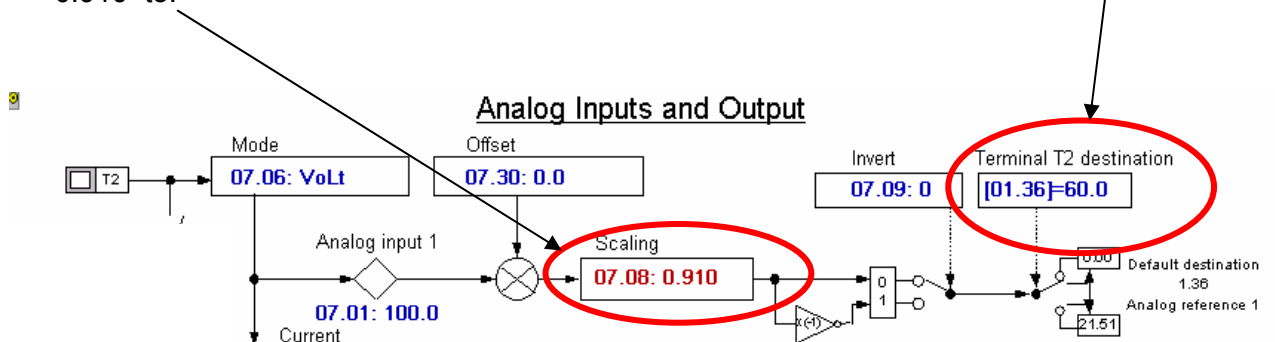 Analog Inputs and Output
Mode
Offset
Invert
Terminal T2 destination
T2
07.06: VoLt
07.30: 0.0
07.09: 0
[01.36]=60.0
Analog input 1
Scaling
07.08: 0.910
0.00
Default destination
1.36
Analog reference 1
0
1
07.01: 100.0
x(-1)
21.51
Current